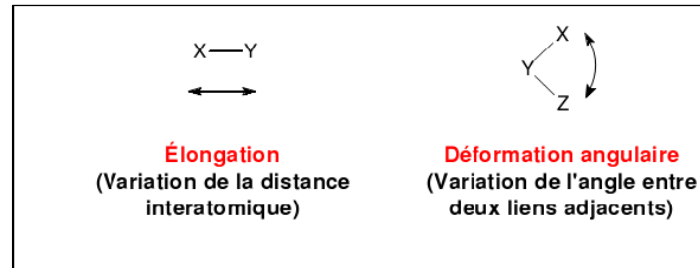 X—Y
X
Y
Z
Élongation
(Variation de la distance
interatomique)
Déformation angulaire
(Variation de l'angle entre
deux liens adjacents)